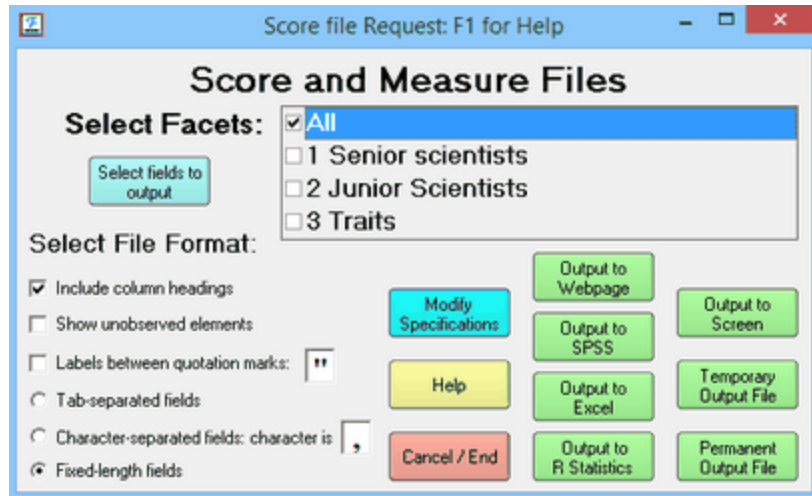 Score file Request: F1 for Help
Score and Measure Files
Select Facets:
All
1 Senior scientists
2 Junior Scientists
3 Traits
Select fields to
output
Select File Format:
Include column headings
Show unobserved elements
Labels between quotation marks: "
Tab-separated fields
Character-separated fields: character is ,
Fixed-length fields
Modify
Specifications
Help
Cancel / End
Output to
Webpage
Output to
SPSS
Output to
Excel
Output to
R Statistics
Output to
Screen
Temporary
Output File
Permanent
Output File